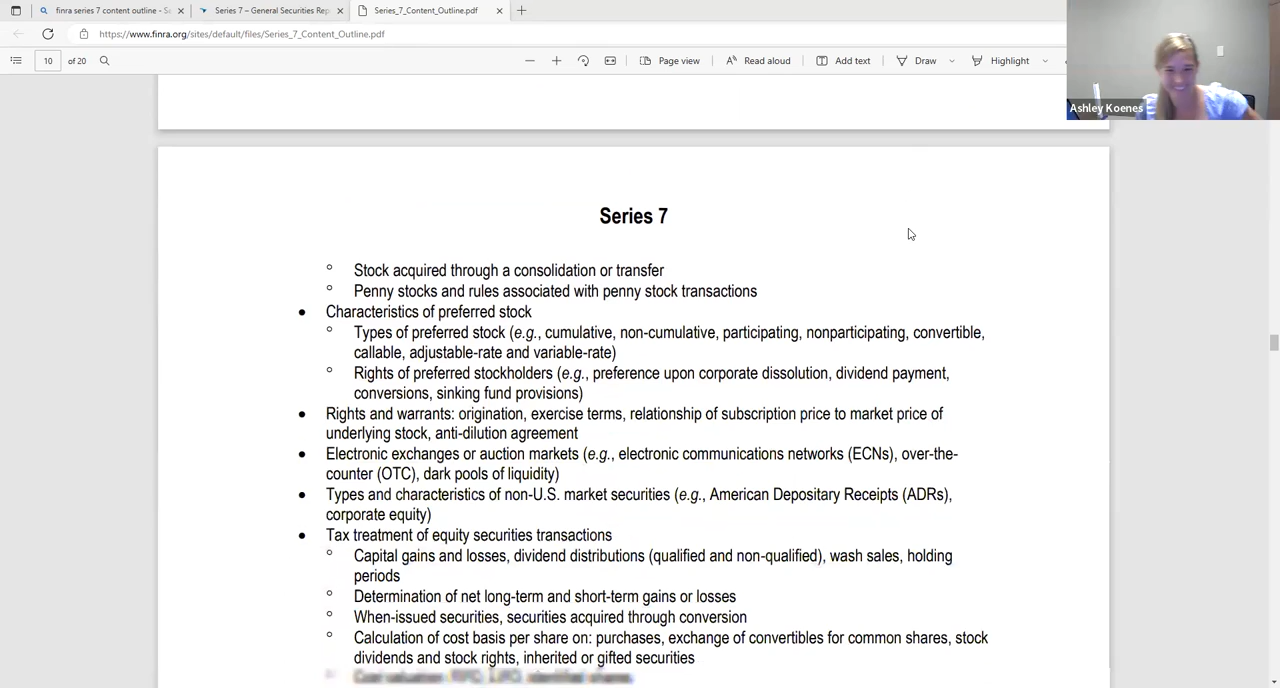 finra series 7 content outline - Se
Series 7 – General Securities Rep
Series_7_Content_Outline.pdf
https://www.finra.org/sites/default/files/Series_7_Content_Outline.pdf
10 of 20
Page view
Read aloud
Add text
Draw
Highlight
Ashley Koenes
Series 7
Stock acquired through a consolidation or transfer
Penny stocks and rules associated with penny stock transactions
Characteristics of preferred stock
Types of preferred stock (e.g., cumulative, non-cumulative, participating, nonparticipating, convertible,
callable, adjustable-rate and variable-rate)
Rights of preferred stockholders (e.g., preference upon corporate dissolution, dividend payment,
conversions, sinking fund provisions)
Rights and warrants: origination, exercise terms, relationship of subscription price to market price of
underlying stock, anti-dilution agreement
Electronic exchanges or auction markets (e.g., electronic communications networks (ECNs), over-the-
counter (OTC), dark pools of liquidity)
Types and characteristics of non-U.S. market securities (e.g., American Depositary Receipts (ADRs),
corporate equity)
Tax treatment of equity securities transactions
Capital gains and losses, dividend distributions (qualified and non-qualified), wash sales, holding
periods
Determination of net long-term and short-term gains or losses
When-issued securities, securities acquired through conversion
Calculation of cost basis per share on: purchases, exchange of convertibles for common shares, stock
dividends and stock rights, inherited or gifted securities